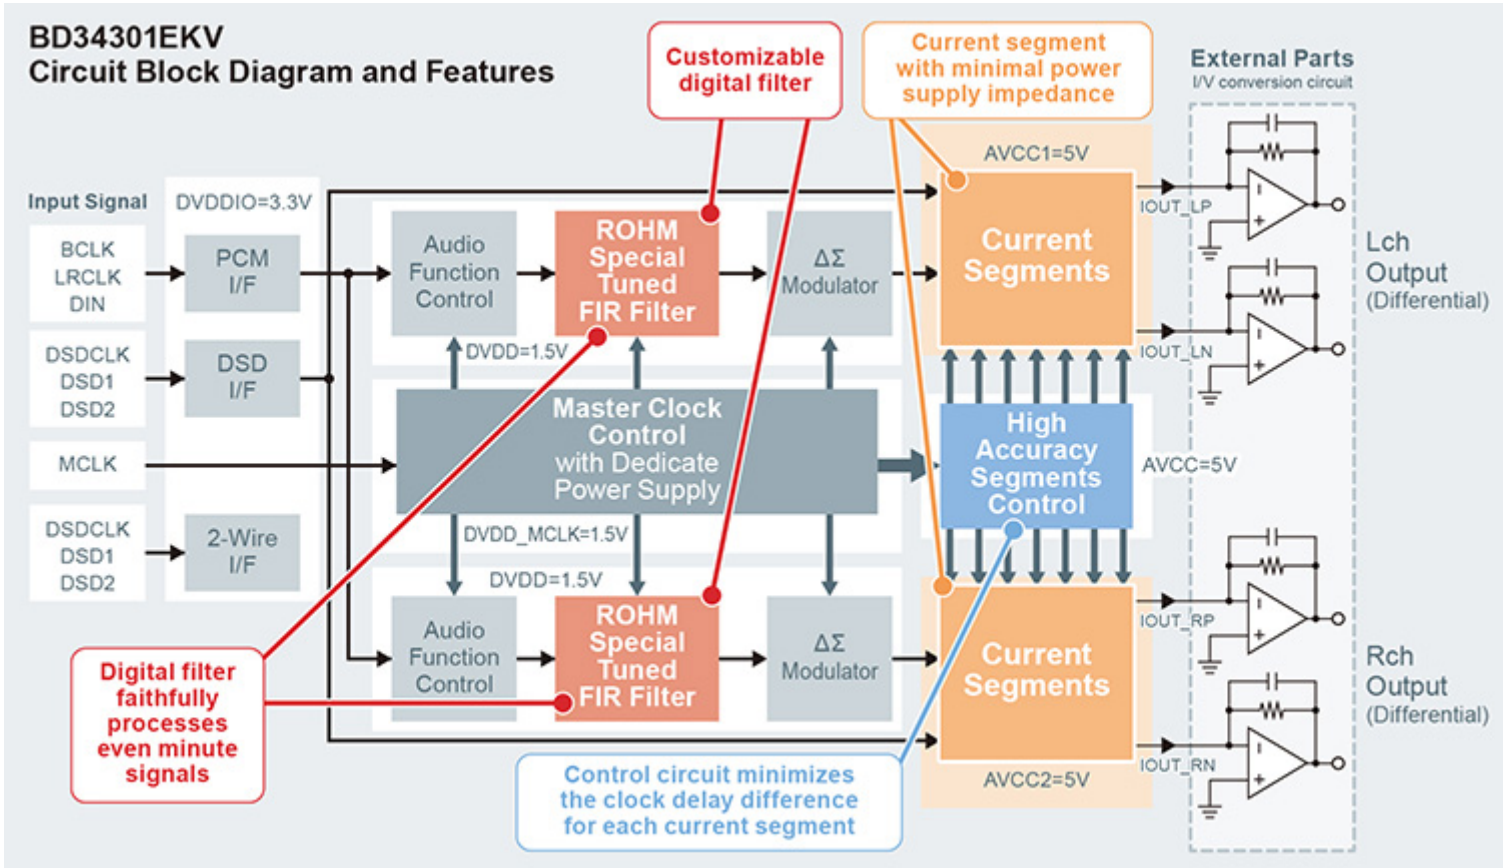 BD34301EKV
Circuit Block Diagram and Features
Customizable
digital filter
Current segment
with minimal power
supply impedance
External Parts
I/V conversion circuit
Input Signal
DVDDIO=3.3V
AVCC1=5V
BCLK
LRCLK
DIN
PCM
I/F
Audio
Function
Control
ROHM
Special
Tuned
FIR Filter
ΔΣ
Modulator
Current
Segments
IOUT_LP
IOUT_LN
Lch
Output
(Differential)
DSDCLK
DSD1
DSD2
DSD
I/F
DVDD=1.5V
MCLK
Master Clock
Control
with Dedicate
Power Supply
High
Accuracy
Segments
Control
AVCC=5V
DSDCLK
DSD1
DSD2
2-Wire
I/F
DVDD_MCLK=1.5V
DVDD=1.5V
Audio
Function
Control
ROHM
Special
Tuned
FIR Filter
ΔΣ
Modulator
Current
Segments
IOUT_RP
IOUT_RN
Rch
Output
(Differential)
AVCC2=5V
Digital filter
faithfully
processes
even minute
signals
Control circuit minimizes
the clock delay difference
for each current segment